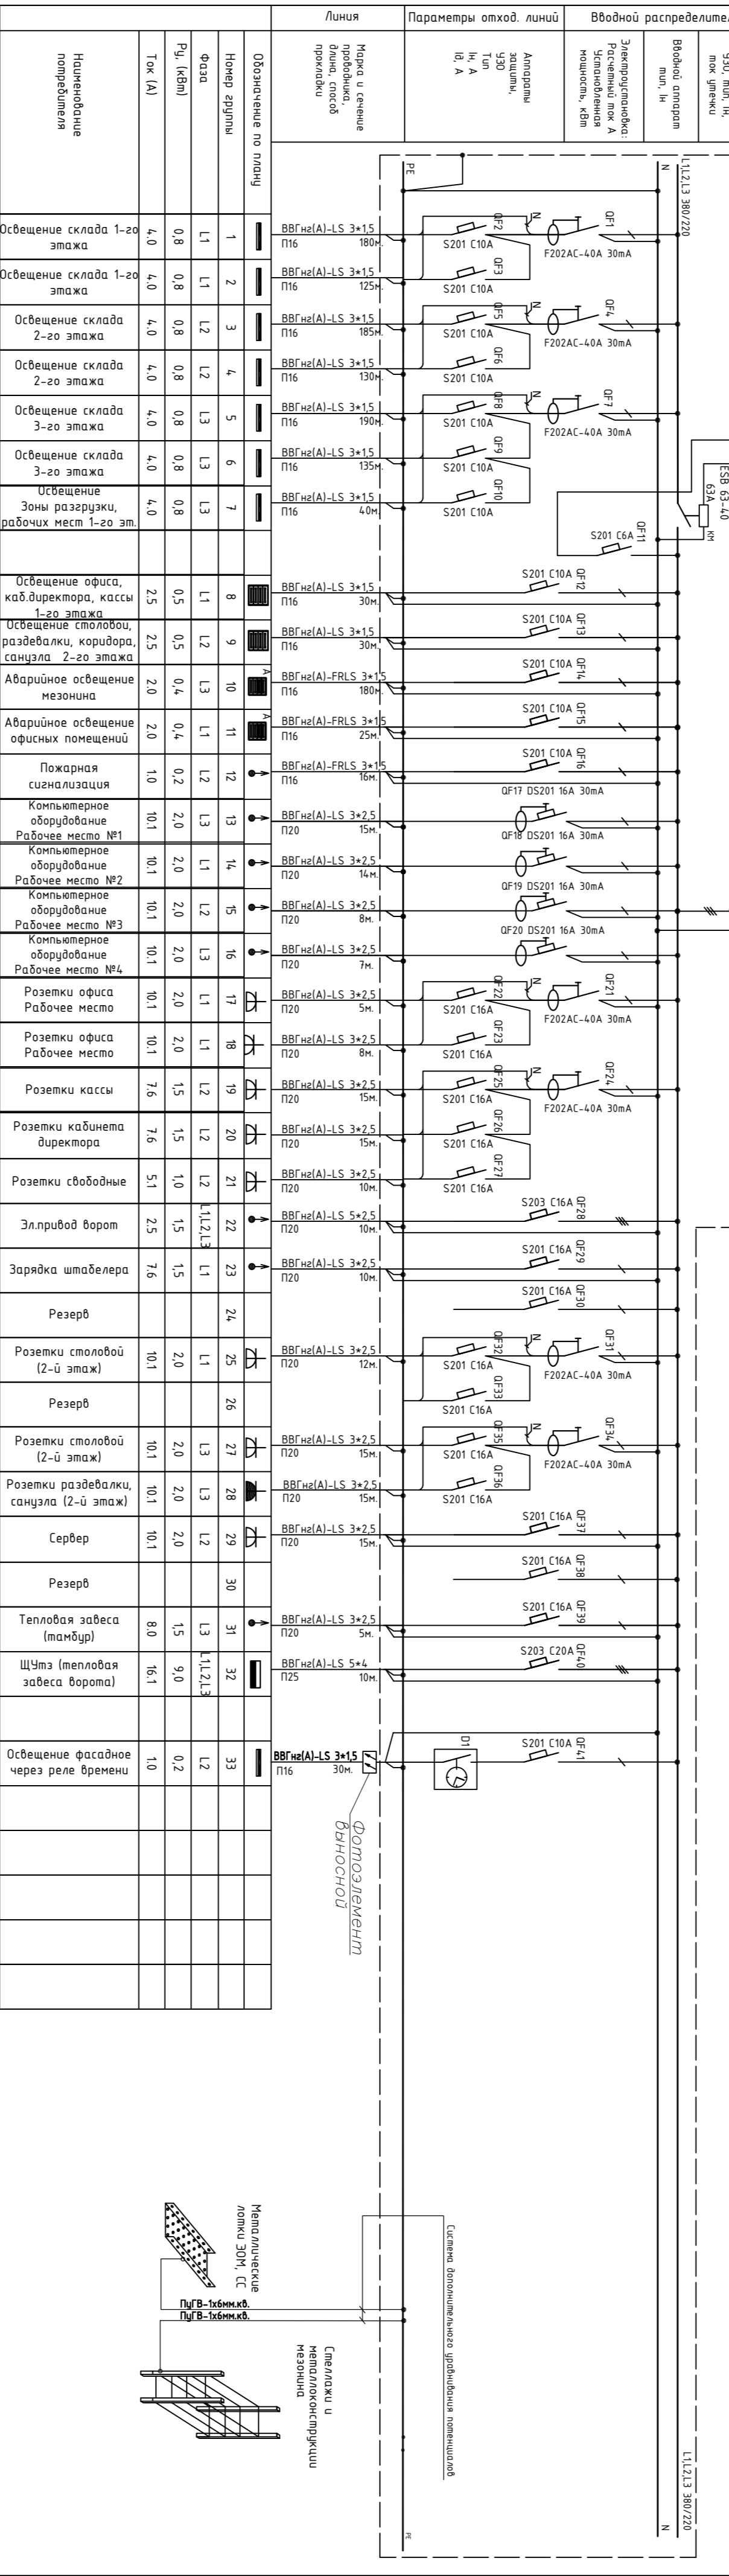 Линия
Параметры отход. линий
Вводной распределител
Наименование
потребителя
Ток (А)
Ру, (кВт)
Фаза
Номер группы
Обозначение по плану
Марка и сечение
проводника,
длина, способ
прокладки
Аппараты
защиты,
УЗО
Тип
Iн, А
Iд, А
Электроустановка:
Расчетный ток А
Установленная
мощность, кВт
Вводной аппарат
тип, Iн
УЗО, тип, Iн,
ток утечки
PE
N
L1,L2,L3 380/220
Освещение склада 1-го
этажа
4.0
0,8
L1
1
ВВГнг(А)-LS 3*1,5
П16
180м.
QF2
S201 C10A
N
QF1
F202AC-40A 30mA
Освещение склада 1-го
этажа
4.0
0,8
L1
2
ВВГнг(А)-LS 3*1,5
П16
125м.
QF3
S201 C10A
Освещение склада
2-го этажа
4.0
0,8
L2
3
ВВГнг(А)-LS 3*1,5
П16
185м.
QF5
S201 C10A
N
QF4
F202AC-40A 30mA
Освещение склада
2-го этажа
4.0
0,8
L2
4
ВВГнг(А)-LS 3*1,5
П16
130м.
QF6
S201 C10A
Освещение склада
3-го этажа
4.0
0,8
L3
5
ВВГнг(А)-LS 3*1,5
П16
190м.
QF8
S201 C10A
N
QF7
F202AC-40A 30mA
Освещение склада
3-го этажа
4.0
0,8
L3
6
ВВГнг(А)-LS 3*1,5
П16
135м.
QF9
S201 C10A
ESB 63-40
63A
КМ
Освещение
Зоны разгрузки,
рабочих мест 1-го эт.
4.0
0,8
L3
7
ВВГнг(А)-LS 3*1,5
П16
40м.
QF10
S201 C10A
S201 C6A
QF11
Освещение офиса,
каб.директора, кассы
1-го этажа
2.5
0,5
L1
8
ВВГнг(А)-LS 3*1,5
П16
30м.
S201 C10A
QF12
Освещение столовой,
раздевалки, коридора,
санузла 2-го этажа
2.5
0,5
L2
9
ВВГнг(А)-LS 3*1,5
П16
30м.
S201 C10A
QF13
Аварийное освещение
мезонина
2.0
0,4
L3
10
А
ВВГнг(А)-FRLS 3*1,5
П16
180м.
S201 C10A
QF14
Аварийное освещение
офисных помещений
2.0
0,4
L1
11
А
ВВГнг(А)-FRLS 3*1,5
П16
25м.
S201 C10A
QF15
Пожарная
сигнализация
1.0
0,2
L2
12
ВВГнг(А)-FRLS 3*1,5
П16
16м.
S201 C10A
QF16
Компьютерное
оборудование
Рабочее место №1
10.1
2,0
L3
13
ВВГнг(А)-LS 3*2,5
П20
15м.
QF17 DS201 16A 30mA
Компьютерное
оборудование
Рабочее место №2
10.1
2,0
L1
14
ВВГнг(А)-LS 3*2,5
П20
14м.
QF18 DS201 16A 30mA
Компьютерное
оборудование
Рабочее место №3
10.1
2,0
L2
15
ВВГнг(А)-LS 3*2,5
П20
8м.
QF19 DS201 16A 30mA
Компьютерное
оборудование
Рабочее место №4
10.1
2,0
L3
16
ВВГнг(А)-LS 3*2,5
П20
7м.
QF20 DS201 16A 30mA
Розетки офиса
Рабочее место
10.1
2,0
L1
17
ВВГнг(А)-LS 3*2,5
П20
5м.
QF22
S201 C16A
N
QF21
F202AC-40A 30mA
Розетки офиса
Рабочее место
10.1
2,0
L1
18
ВВГнг(А)-LS 3*2,5
П20
8м.
QF23
S201 C16A
Розетки кассы
7.6
1,5
L2
19
ВВГнг(А)-LS 3*2,5
П20
15м.
QF25
S201 C16A
N
QF24
F202AC-40A 30mA
Розетки кабинета
директора
7.6
1,5
L2
20
ВВГнг(А)-LS 3*2,5
П20
15м.
QF26
S201 C16A
Розетки свободные
5.1
1,0
L2
21
ВВГнг(А)-LS 3*2,5
П20
10м.
QF27
S201 C16A
Эл.привод ворот
2.5
1,5
L1,L2,L3
22
ВВГнг(А)-LS 5*2,5
П20
10м.
S203 C16A
QF28
Зарядка штабелера
7.6
1,5
L1
23
ВВГнг(А)-LS 3*2,5
П20
10м.
S201 C16A
QF29
Резерв
24
S201 C16A
QF30
Розетки столовой
(2-й этаж)
10.1
2,0
L1
25
ВВГнг(А)-LS 3*2,5
П20
12м.
QF32
S201 C16A
N
QF31
F202AC-40A 30mA
Резерв
26
QF33
S201 C16A
Розетки столовой
(2-й этаж)
10.1
2,0
L3
27
ВВГнг(А)-LS 3*2,5
П20
15м.
QF35
S201 C16A
N
QF34
F202AC-40A 30mA
Розетки раздевалки,
санузла (2-й этаж)
10.1
2,0
L3
28
ВВГнг(А)-LS 3*2,5
П20
15м.
QF36
S201 C16A
Сервер
10.1
2,0
L2
29
ВВГнг(А)-LS 3*2,5
П20
15м.
S201 C16A
QF37
Резерв
30
S201 C16A
QF38
Тепловая завеса
(тамбур)
8.0
1,5
L3
31
ВВГнг(А)-LS 3*2,5
П20
5м.
S201 C16A
QF39
ЩУтз (тепловая
завеса ворота)
16.1
9,0
L1,L2,L3
32
ВВГнг(А)-LS 5*4
П25
10м.
S203 C20A
QF40
Освещение фасадное
через реле времени
1.0
0,2
L2
33
ВВГнг(А)-LS 3*1,5
П16
30м.
D1
S201 C10A
QF41
Фотоэлемент
выносной
Металлические
лотки ЭОМ, СС
ПуГВ-1х6мм.кв.
ПуГВ-1х6мм.кв.
Стеллажи и
металлоконструкции
мезонина
Система дополнительного уравнивания потенциалов
PE
N
L1,L2,L3 380/220